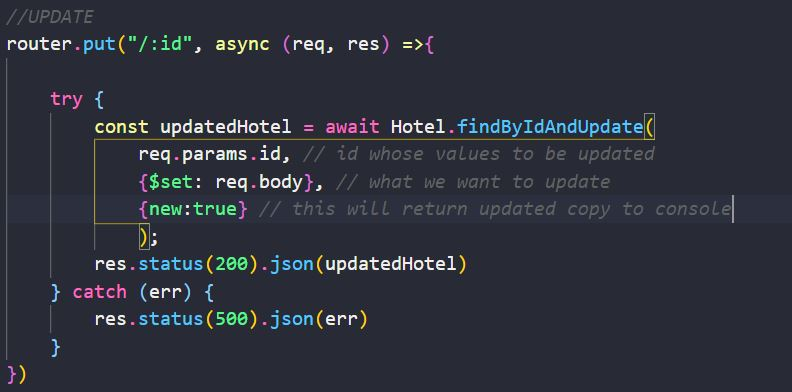 //UPDATE
router.put("/:id", async (req, res) =>{
try {
const updatedHotel = await Hotel.findByIdAndUpdate(
req.params.id, // id whose values to be updated
{$set: req.body}, // what we want to update
{new:true} // this will return updated copy to console
);
res.status(200).json(updatedHotel)
} catch (err) {
res.status(500).json(err)
}
})